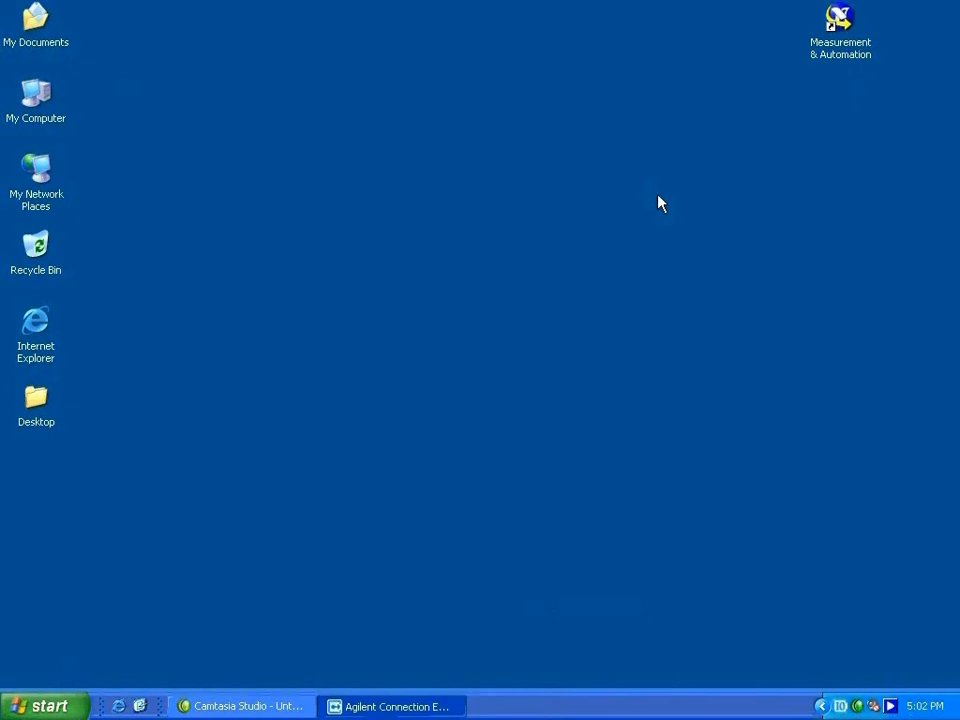 My Documents
Measurement
& Automation
My Computer
My Network
Places
Recycle Bin
Internet
Explorer
Desktop
start
Camtasia Studio - Unt...
Agilent Connection E...
IO
5:02 PM